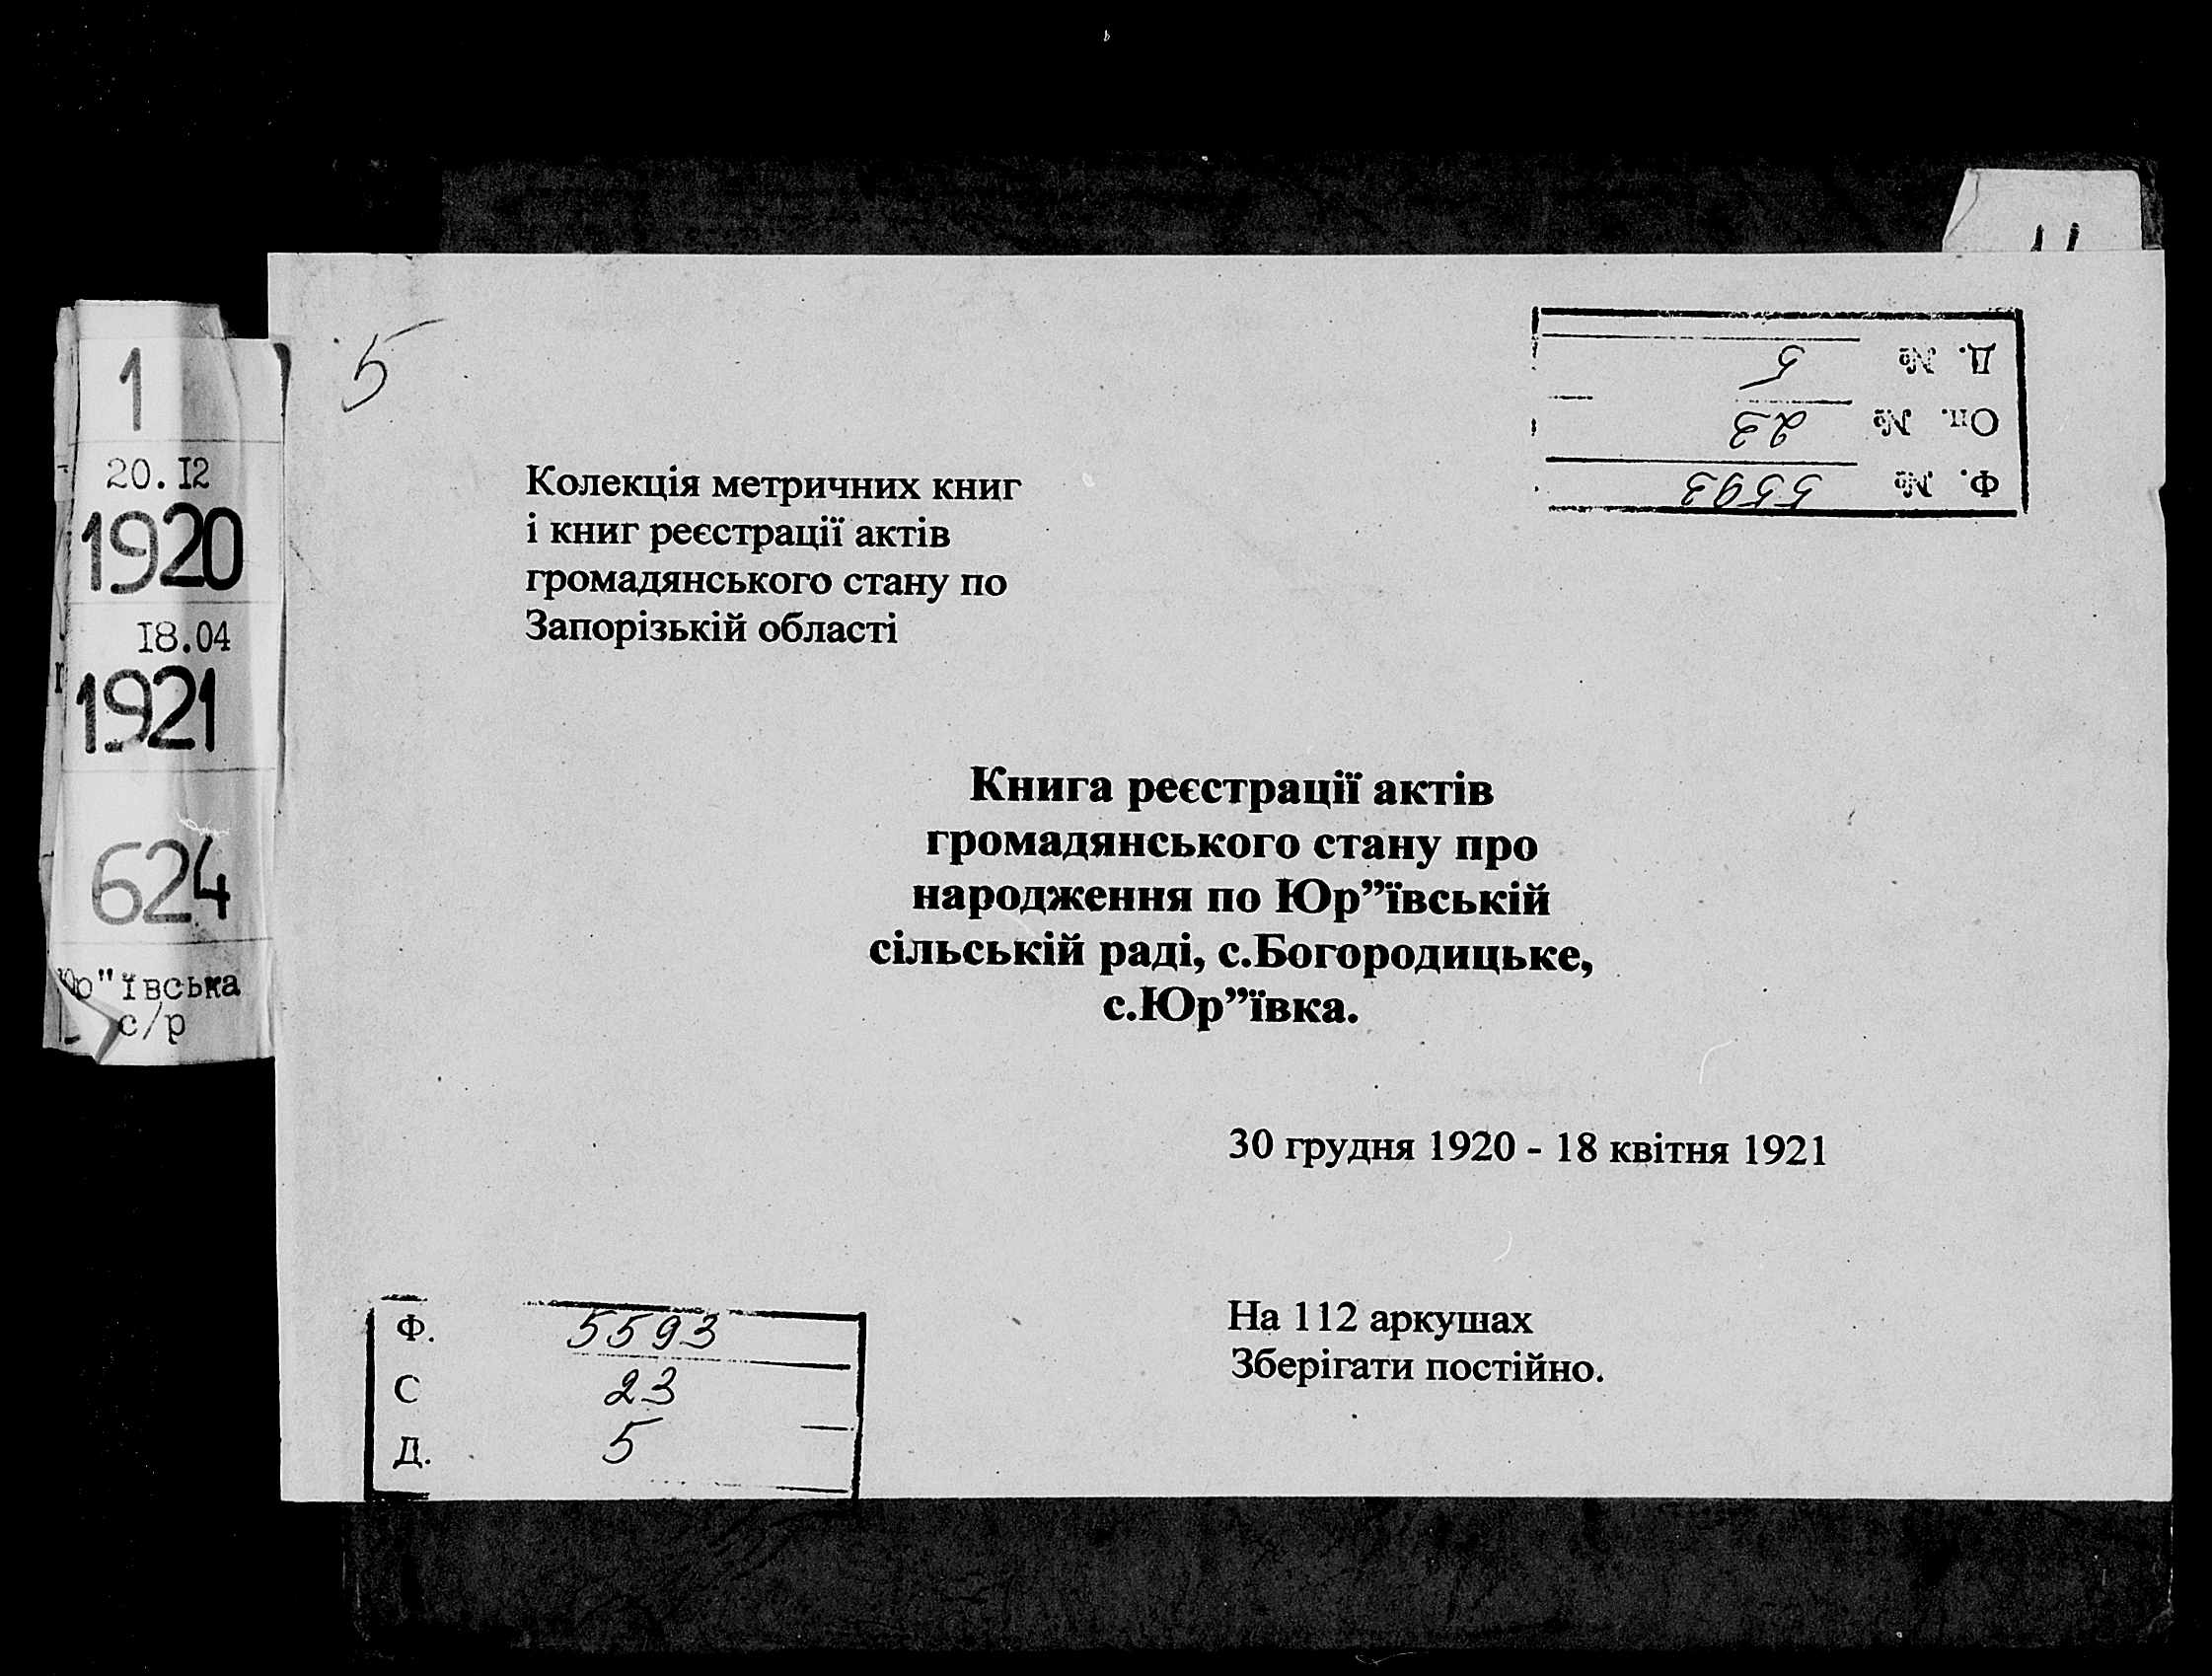 1
20.I2
1920
I8.04
1921
624
Юр"ївська
с/р
5
Д. № 5
Оп. № 23
Ф. № 5593
Колекція метричних книг
і книг реєстрації актів
громадянського стану по
Запорізькій області
Книга реєстрації актів
громадянського стану про
народження по Юр”ївській
сільській раді, с.Богородицьке,
с.Юр”ївка.
30 грудня 1920 - 18 квітня 1921
На 112 аркушах
Зберігати постійно.
Ф. 5593
С 23
Д. 5